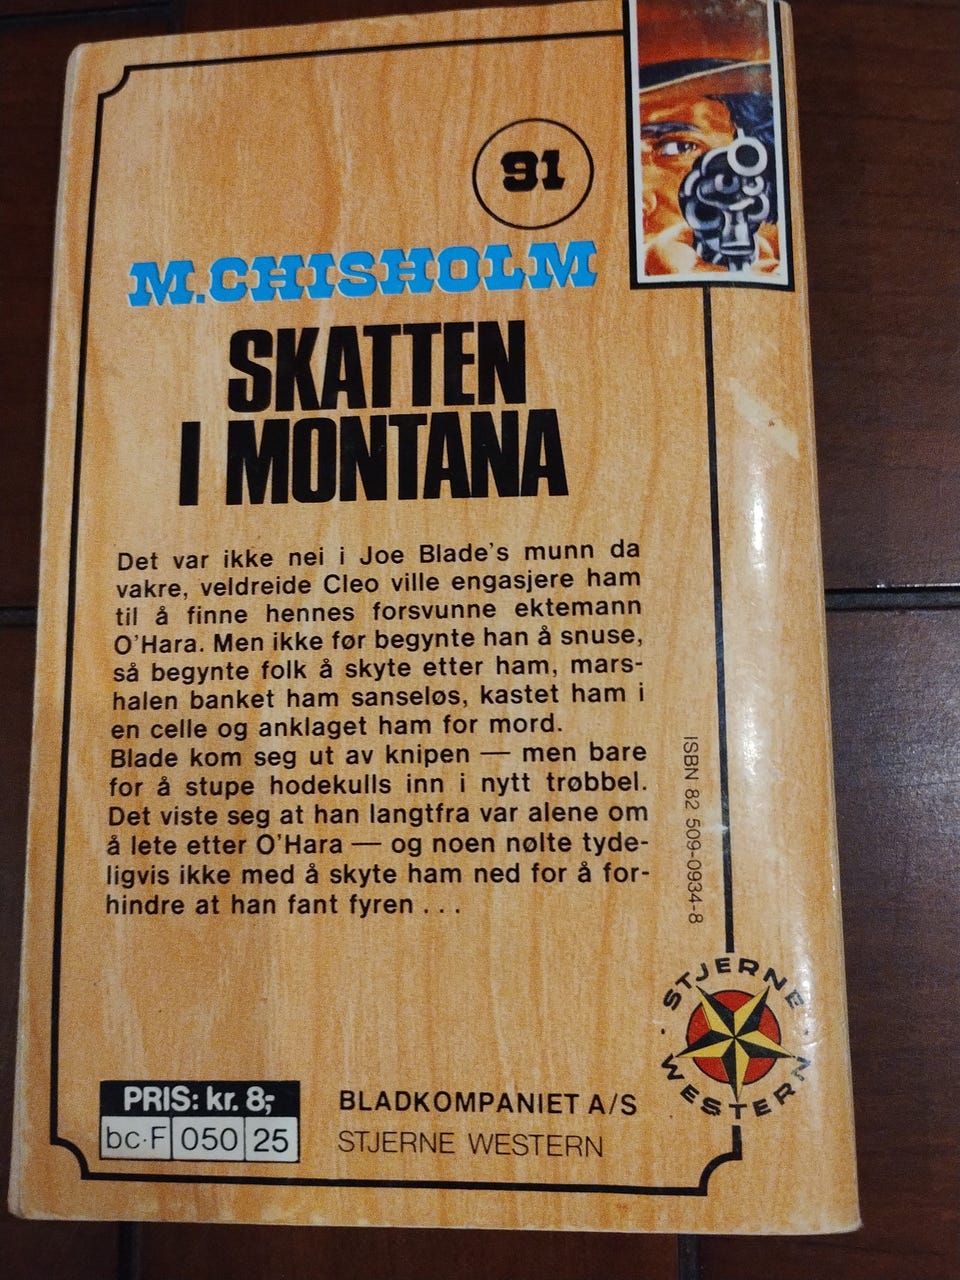 91
M. CHISHOLM
SKATTEN
I MONTANA
Det var ikke nei i Joe Blade's munn da
vakre, veldreide Cleo ville engasjere ham
til å finne hennes forsvunne ektemann
O'Hara. Men ikke før begynte han å snuse,
så begynte folk å skyte etter ham, mars-
halen banket ham sanseløs, kastet ham i
en celle og anklaget ham for mord.
Blade kom seg ut av knipen — men bare
for å stupe hodekulls inn i nytt trøbbel.
Det viste seg at han langtfra var alene om
å lete etter O'Hara — og noen nølte tyde-
ligvis ikke med å skyte ham ned for å for-
hindre at han fant fyren . . .
ISBN 82 509-0934-8
· STJERNE ·
WESTERN
PRIS: kr. 8,-
bc·F 050 25
BLADKOMPANIET A/S
STJERNE WESTERN